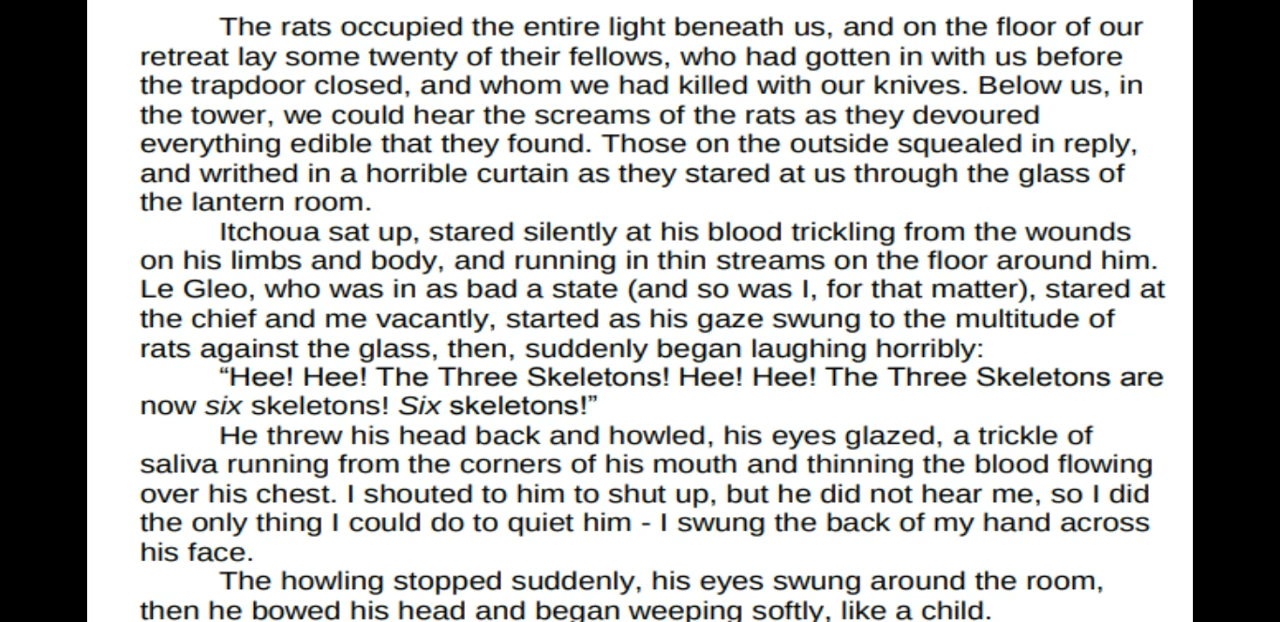 The rats occupied the entire light beneath us, and on the floor of our
retreat lay some twenty of their fellows, who had gotten in with us before
the trapdoor closed, and whom we had killed with our knives. Below us, in
the tower, we could hear the screams of the rats as they devoured
everything edible that they found. Those on the outside squealed in reply,
and writhed in a horrible curtain as they stared at us through the glass of
the lantern room.
Itchoua sat up, stared silently at his blood trickling from the wounds
on his limbs and body, and running in thin streams on the floor around him.
Le Gleo, who was in as bad a state (and so was I, for that matter), stared at
the chief and me vacantly, started as his gaze swung to the multitude of
rats against the glass, then, suddenly began laughing horribly:
“Hee! Hee! The Three Skeletons! Hee! Hee! The Three Skeletons are
now six skeletons! Six skeletons!”
He threw his head back and howled, his eyes glazed, a trickle of
saliva running from the corners of his mouth and thinning the blood flowing
over his chest. I shouted to him to shut up, but he did not hear me, so I did
the only thing I could do to quiet him - I swung the back of my hand across
his face.
The howling stopped suddenly, his eyes swung around the room,
then he bowed his head and began weeping softly, like a child.